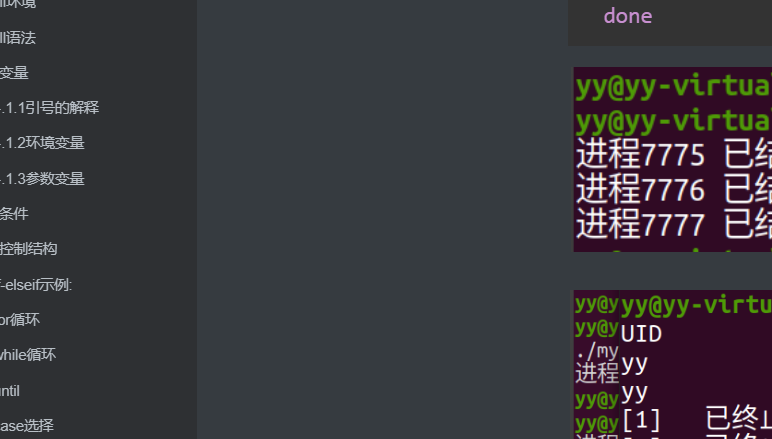 ll环境
ll语法
变量
.1.1引号的解释
.1.2环境变量
.1.3参数变量
条件
控制结构
f-elseif示例:
or循环
while循环
until
ase选择
done
yy@yy-virtua
yy@yy-virtua
进程7775 已结
进程7776 已结
进程7777 已结
yy@y
yy@y
./my
进程
yy@y
yy@y
yy@yy-virtu
UID
yy
yy
[1] 已终止